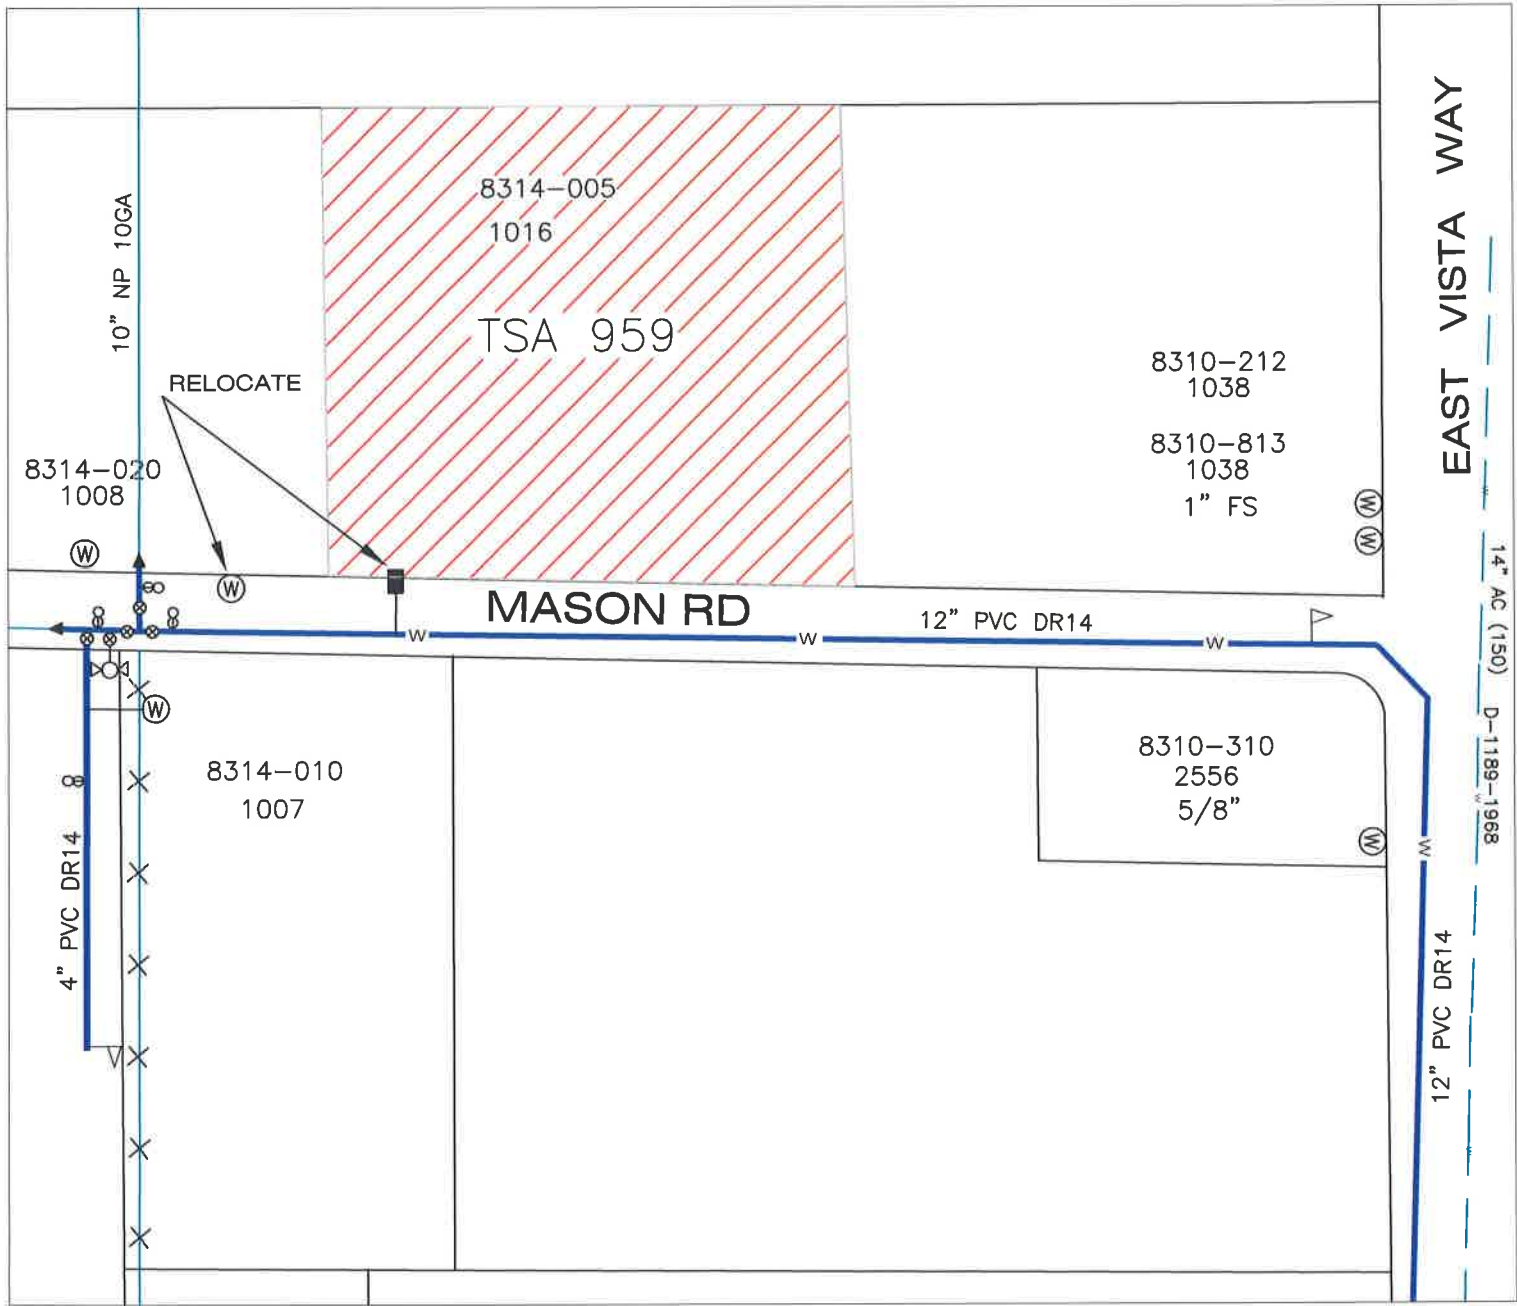 EAST VISTA WAY
10" NP 10GA
8314-005
1016
TSA 959
RELOCATE
8310-212
1038
8310-813
1038
1" FS
8314-020
1008
W
W
W
W
MASON RD
12" PVC DR14
W
W
W
14" AC (150) D-1189-1968
W
W
W
W
8314-010
1007
8310-310
2556
5/8"
W
W
4" PVC DR14
12" PVC DR14